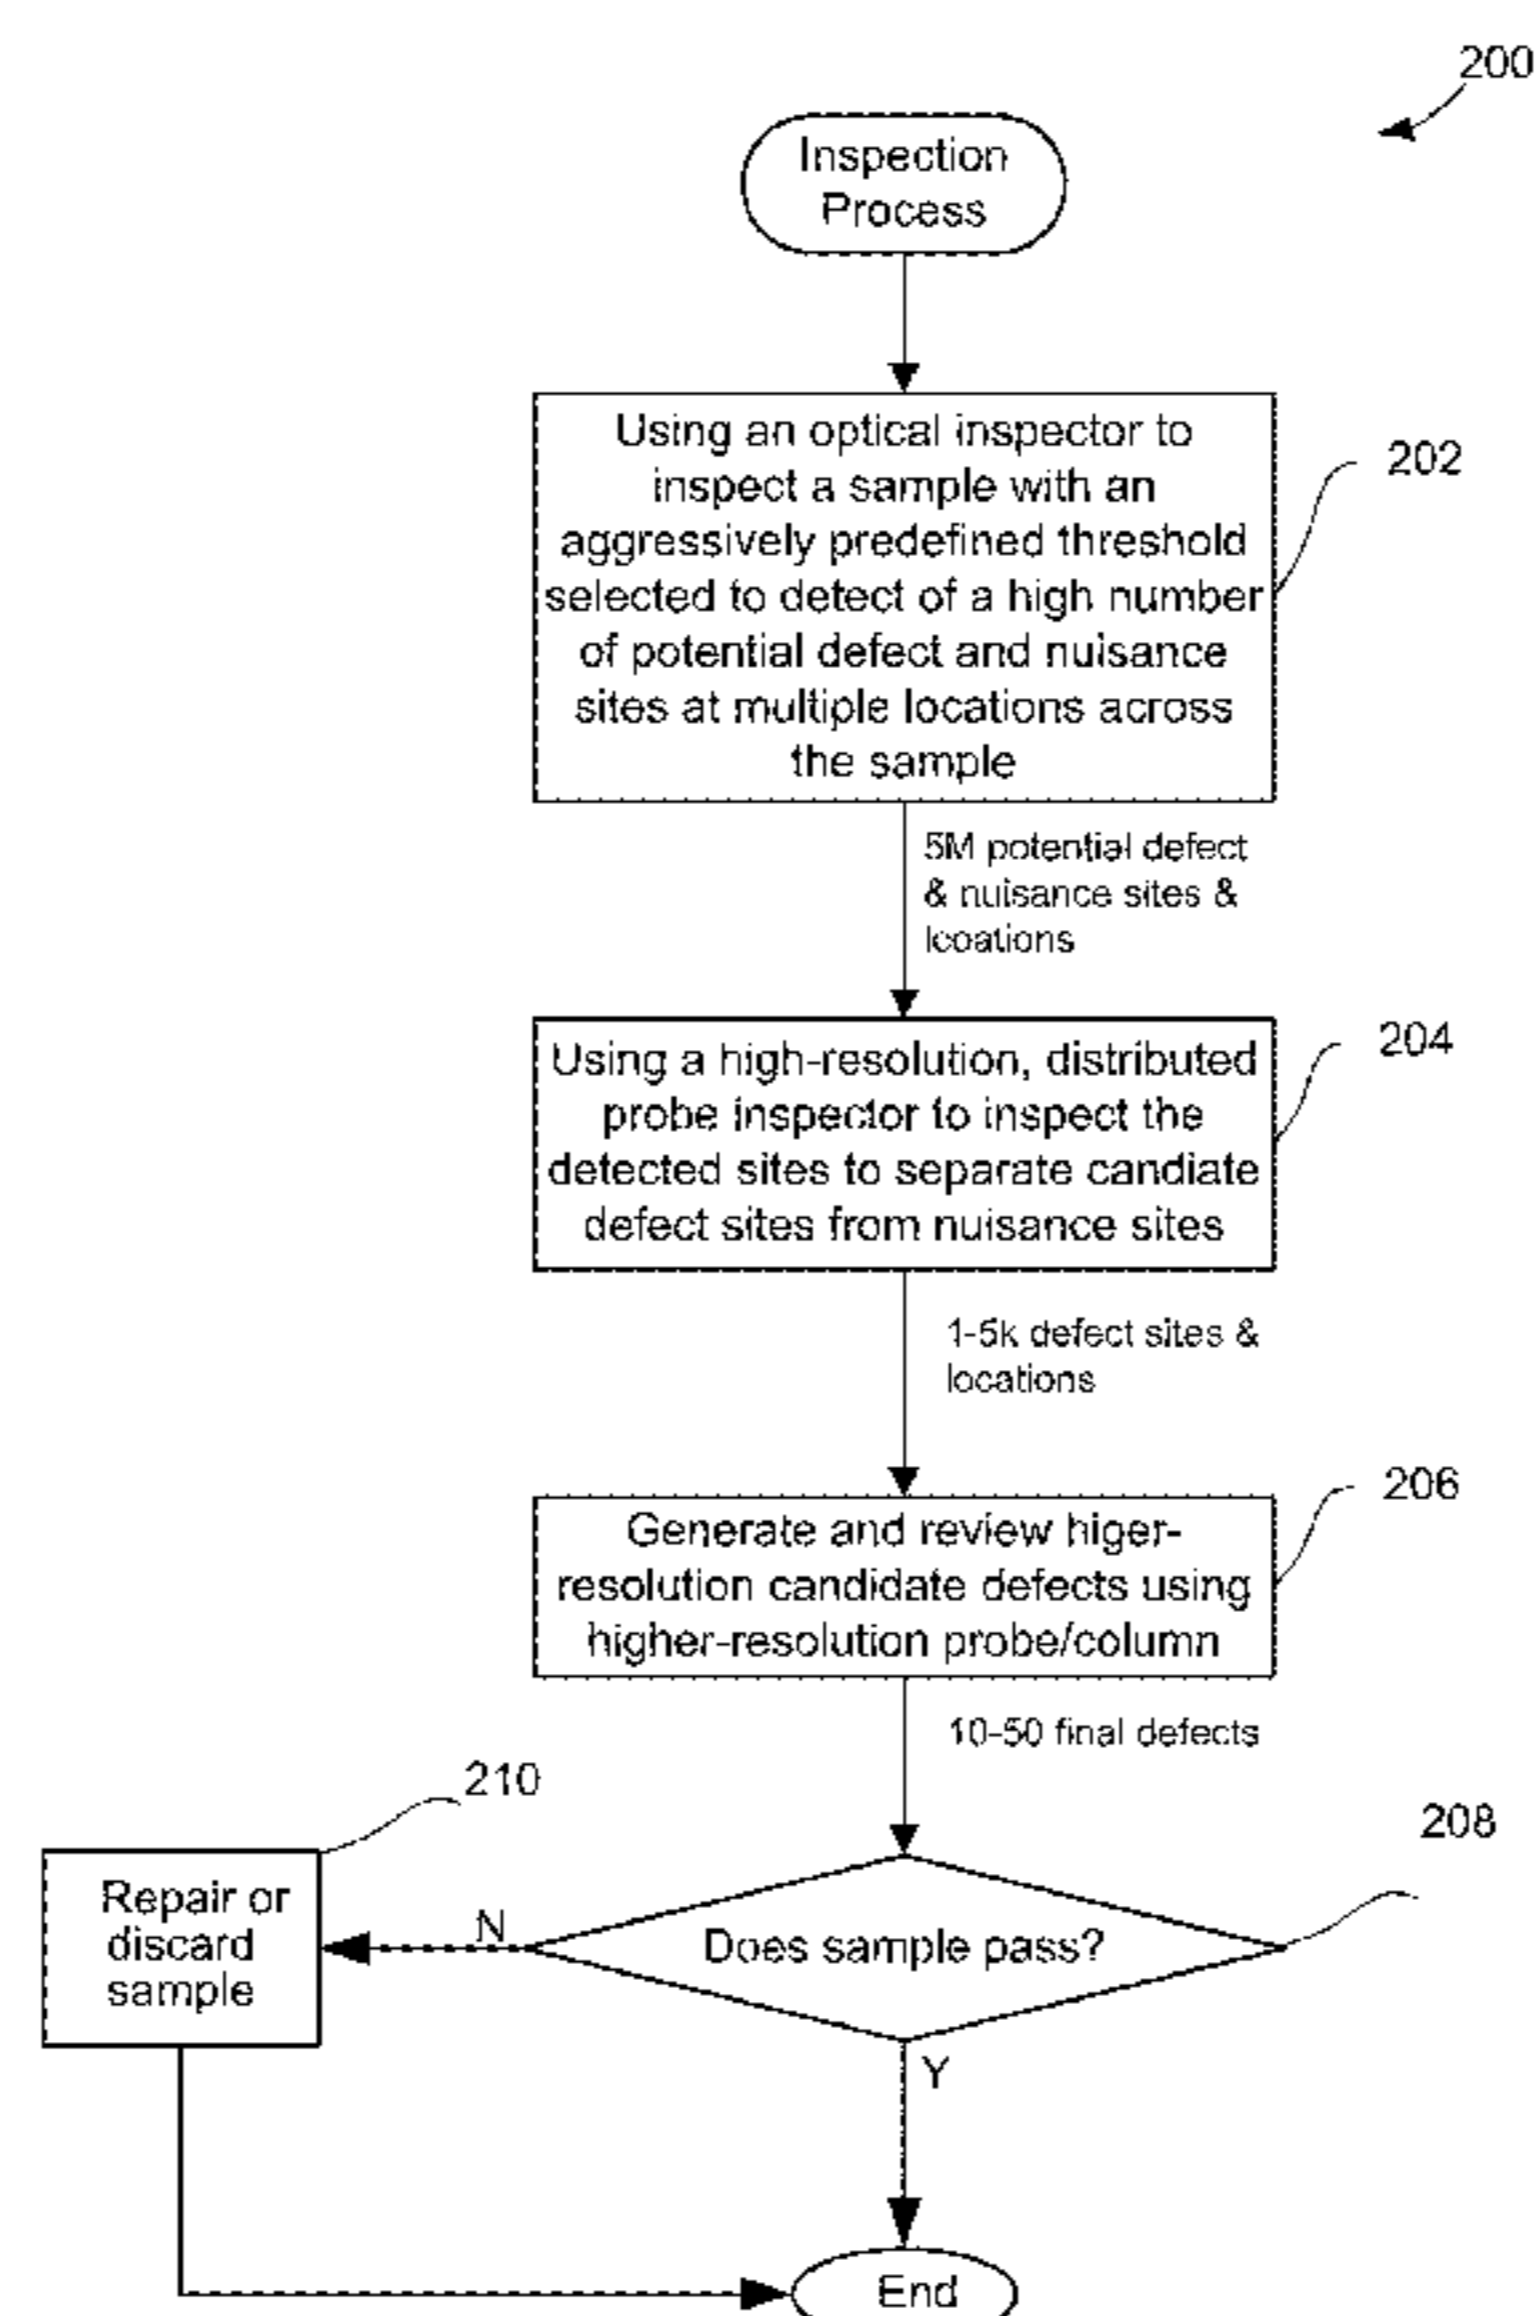 200
Inspection
Process
Using an optical inspector to
inspect a sample with an
aggressively predefined threshold
selected to detect of a high number
of potential defect and nuisance
sites at multiple locations across
the sample
202
5M potential defect
& nuisance sites &
lcoations
Using a high-resolution, distributed
probe inspector to inspect the
detected sites to separate candiate
defect sites from nuisance sites
204
1-5k defect sites &
locations
Generate and review higer-
resolution candidate defects using
higher-resolution probe/column
206
10-50 final defects
210
208
Repair or
discard
sample
N
Does sample pass?
Y
End